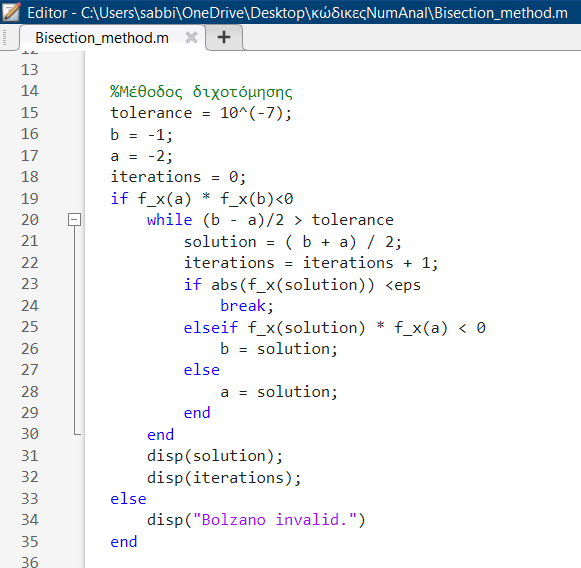 Editor - C:\Users\sabbi\OneDrive\Desktop\κώδικεςNumAnal\Bisection_method.m
Bisection_method.m
13
14 %Μέθοδος διχοτόμησης
15 tolerance = 10^(-7);
16 b = -1;
17 a = -2;
18 iterations = 0;
19 if f_x(a) * f_x(b)<0
20 while (b - a)/2 > tolerance
21 solution = ( b + a) / 2;
22 iterations = iterations + 1;
23 if abs(f_x(solution)) <eps
24 break;
25 elseif f_x(solution) * f_x(a) < 0
26 b = solution;
27 else
28 a = solution;
29 end
30 end
31 disp(solution);
32 disp(iterations);
33 else
34 disp("Bolzano invalid.")
35 end
36